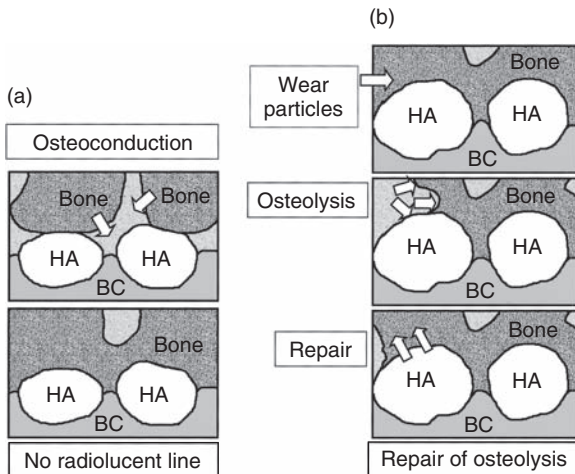 (a)
Osteoconduction
Bone Bone
HA HA
BC
Bone
HA HA
BC
No radiolucent line
(b)
Wear
particles
Bone
HA HA
BC
Osteolysis
Bone
HA HA
BC
Repair
Bone
HA HA
BC
Repair of osteolysis